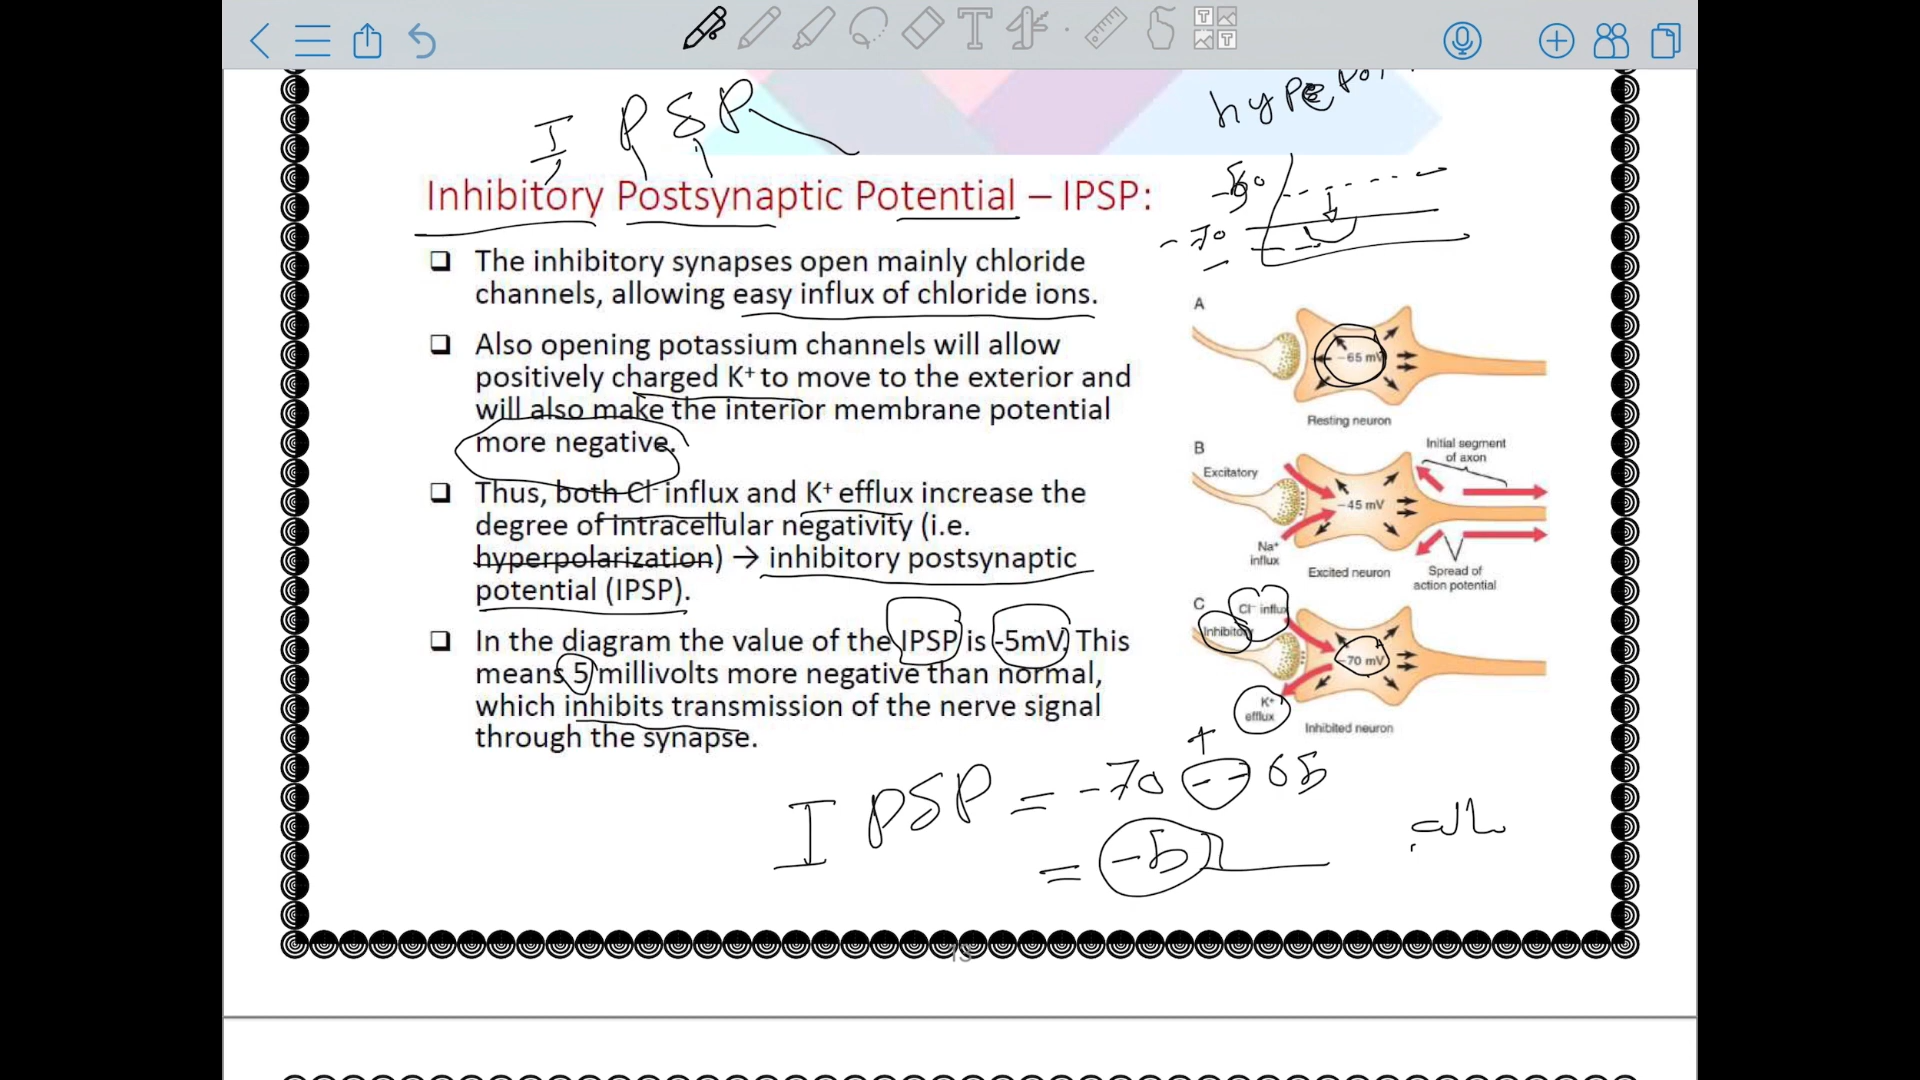 hyperpol
I PSP
Inhibitory Postsynaptic Potential – IPSP:
-70
❑ The inhibitory synapses open mainly chloride
channels, allowing easy influx of chloride ions.
❑ Also opening potassium channels will allow
positively charged K⁺ to move to the exterior and
will also make the interior membrane potential
more negative.
❑ Thus, both Cl⁻ influx and K⁺ efflux increase the
degree of intracellular negativity (i.e.
hyperpolarization) → inhibitory postsynaptic
potential (IPSP).
❑ In the diagram the value of the IPSP is -5mV. This
means 5 millivolts more negative than normal,
which inhibits transmission of the nerve signal
through the synapse.
A
−65 mV
Resting neuron
B
Initial segment
of axon
Excitatory
−45 mV
Na⁺
influx
Excited neuron
Spread of
action potential
C
Cl⁻ influx
Inhibitory
−70 mV
K⁺
efflux
Inhibited neuron
+
I PSP = -70 - - 65
= -5
13